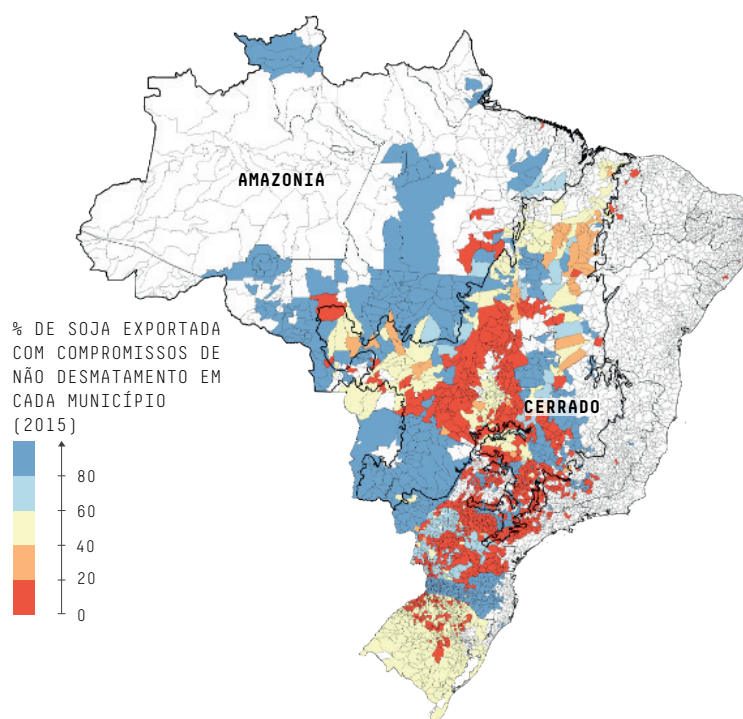 AMAZONIA
% DE SOJA EXPORTADA
COM COMPROMISSOS DE
NÃO DESMATAMENTO EM
CADA MUNICÍPIO
(2015)
CERRADO
80
60
40
20
0